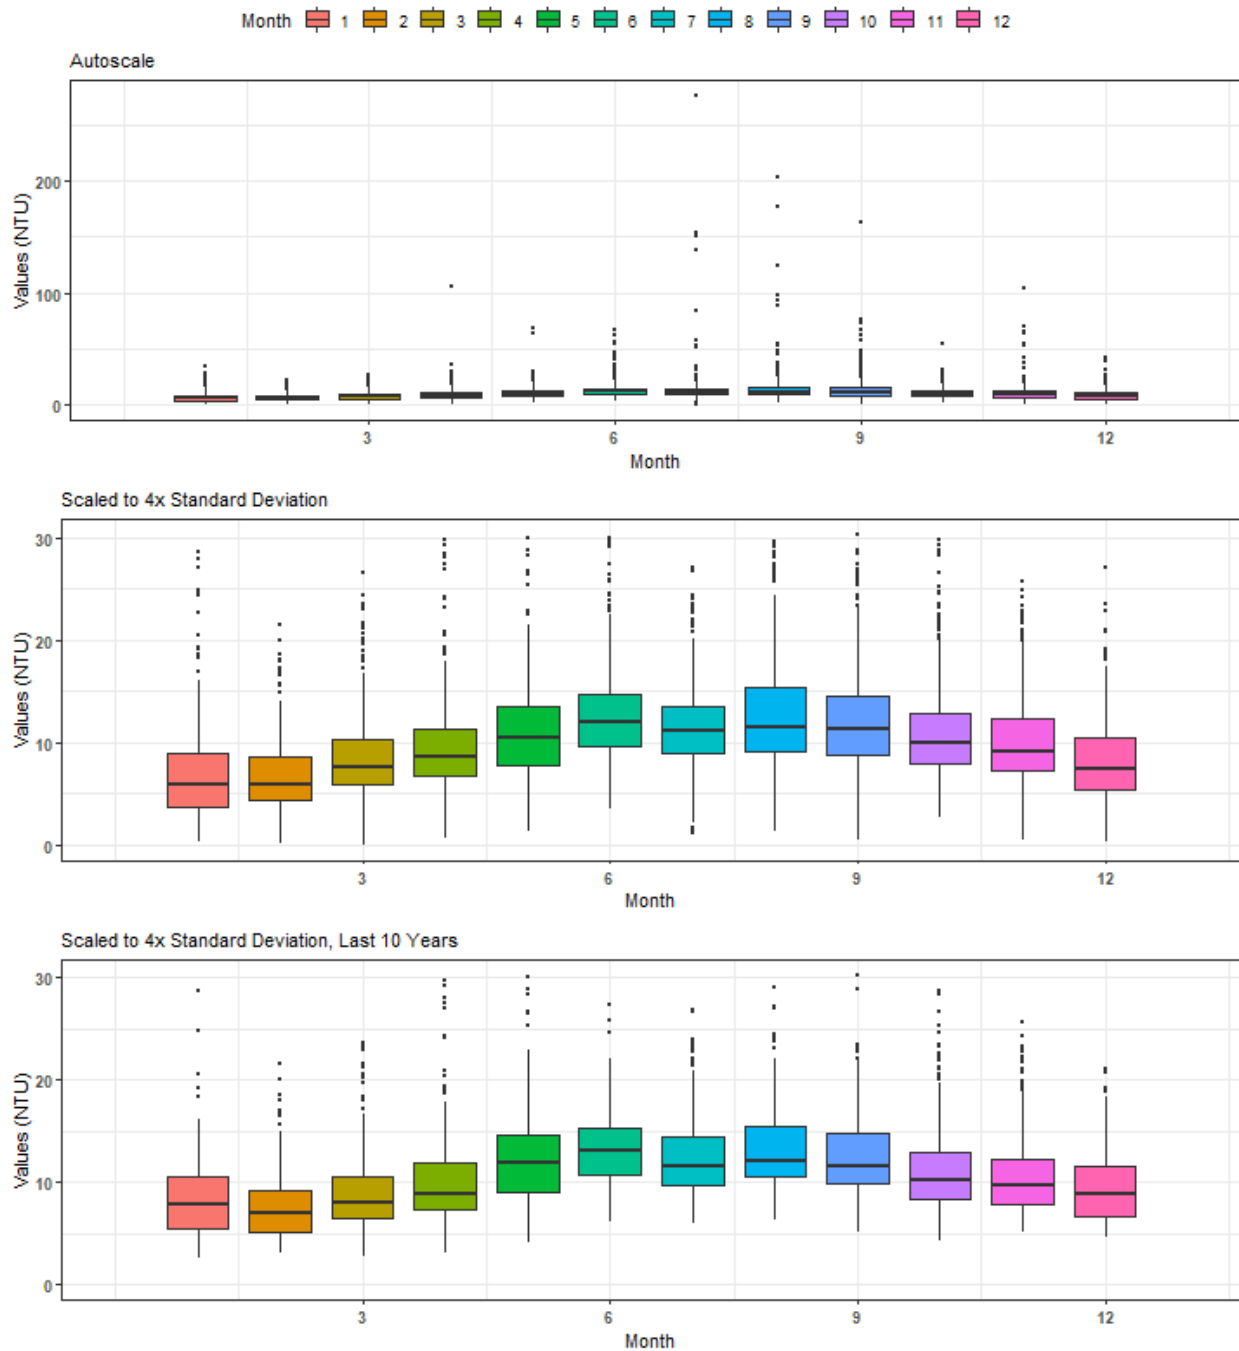 Month 1 2 3 4 5 6 7 8 9 10 11 12
Autoscale
Values (NTU)
200
100
0
3 6 9 12
Month
Scaled to 4x Standard Deviation
Values (NTU)
30
20
10
0
3 6 9 12
Month
Scaled to 4x Standard Deviation, Last 10 Years
Values (NTU)
30
20
10
0
3 6 9 12
Month